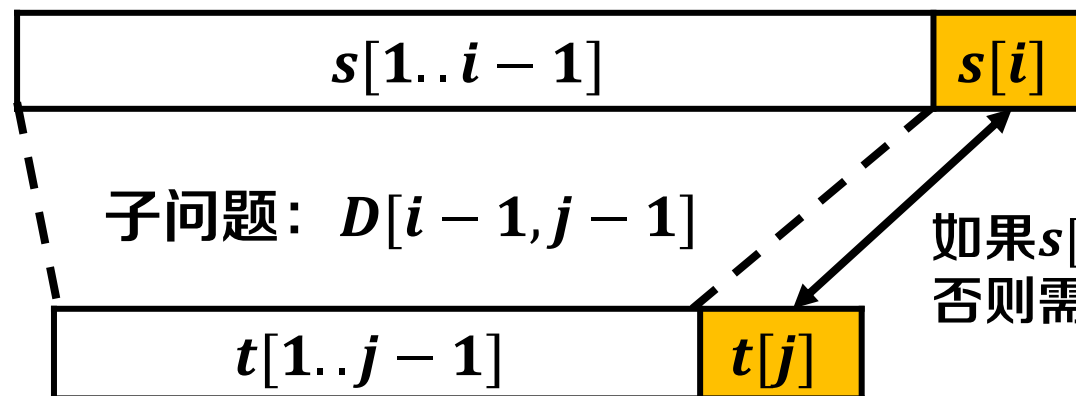 s[1..i − 1] s[i]
子问题：D[i − 1, j − 1]
如果s[
否则需
t[1..j − 1] t[j]